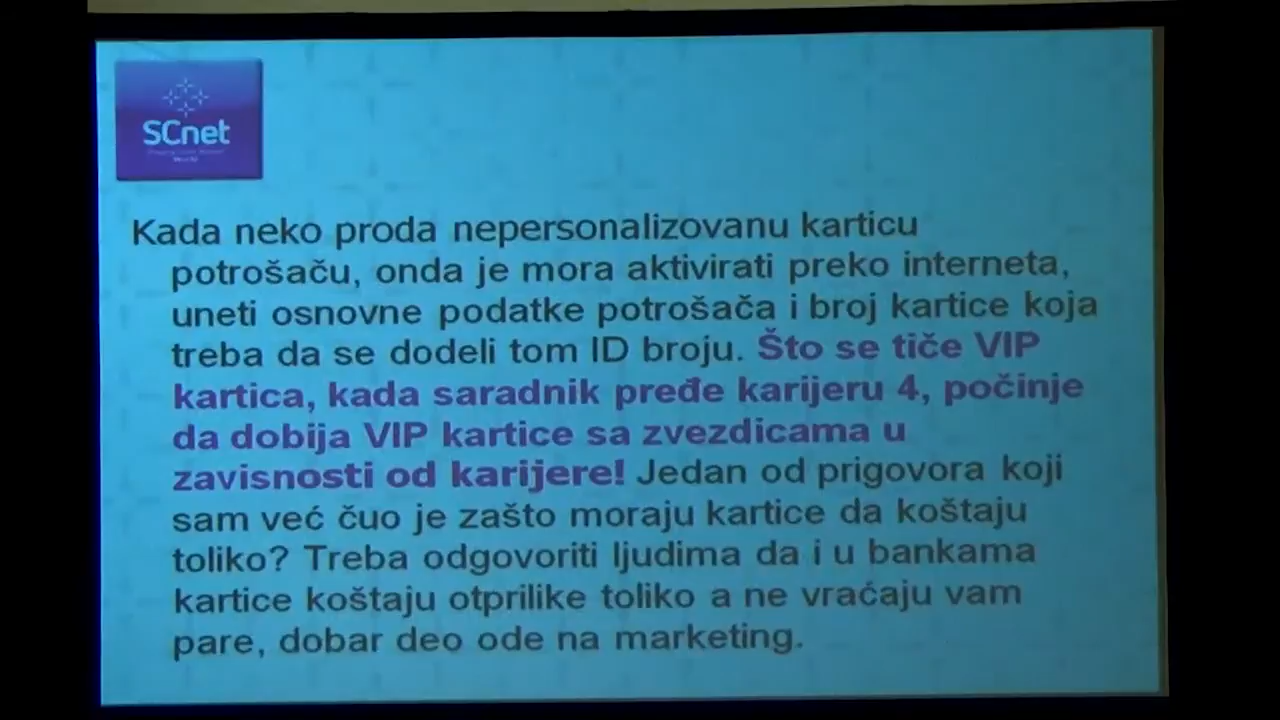 SCnet
Kada neko proda nepersonalizovanu karticu
potrošaču, onda je mora aktivirati preko interneta,
uneti osnovne podatke potrošača i broj kartice koja
treba da se dodeli tom ID broju. Što se tiče VIP
kartica, kada saradnik pređe karijeru 4, počinje
da dobija VIP kartice sa zvezdicama u
zavisnosti od karijere! Jedan od prigovora koji
sam već čuo je zašto moraju kartice da koštaju
toliko? Treba odgovoriti ljudima da i u bankama
kartice koštaju otprilike toliko a ne vraćaju vam
pare, dobar deo ode na marketing.